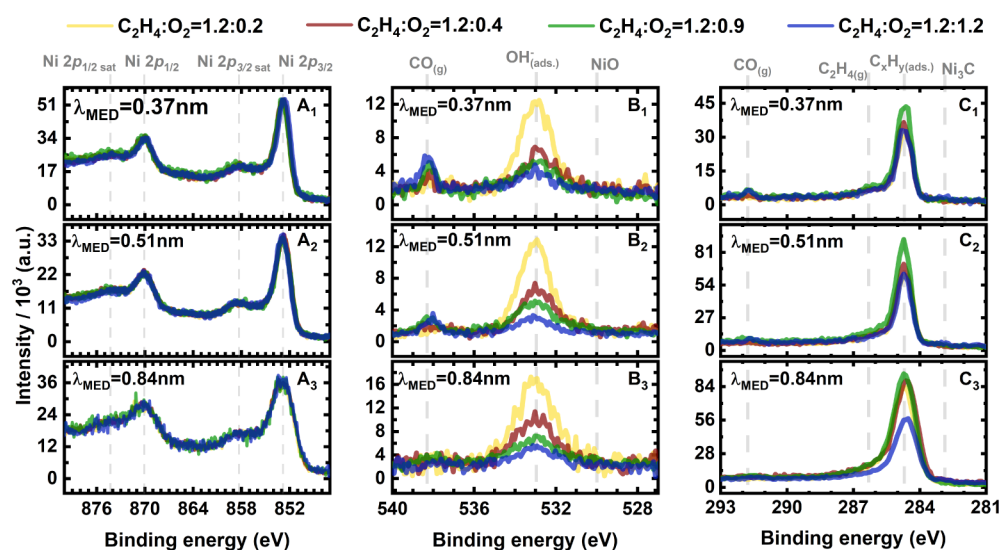 C₂H₄:O₂=1.2:0.2 C₂H₄:O₂=1.2:0.4 C₂H₄:O₂=1.2:0.9 C₂H₄:O₂=1.2:1.2
Ni 2p₁/₂ sat Ni 2p₁/₂ Ni 2p₃/₂ sat Ni 2p₃/₂
CO(g) OH⁻(ads.) NiO
CO(g) C₂H₄(g) CₓHᵧ(ads.) Ni₃C
Intensity / 10³ (a.u.)
λMED=0.37nm A₁
51
34
17
0
λMED=0.51nm A₂
33
22
11
0
λMED=0.84nm A₃
36
24
12
0
876 870 864 858 852
Binding energy (eV)
λMED=0.37nm B₁
12
8
4
0
λMED=0.51nm B₂
12
8
4
0
λMED=0.84nm B₃
16
12
8
4
0
540 536 532 528
Binding energy (eV)
λMED=0.37nm C₁
45
30
15
0
λMED=0.51nm C₂
81
54
27
0
λMED=0.84nm C₃
84
56
28
0
293 290 287 284 281
Binding energy (eV)